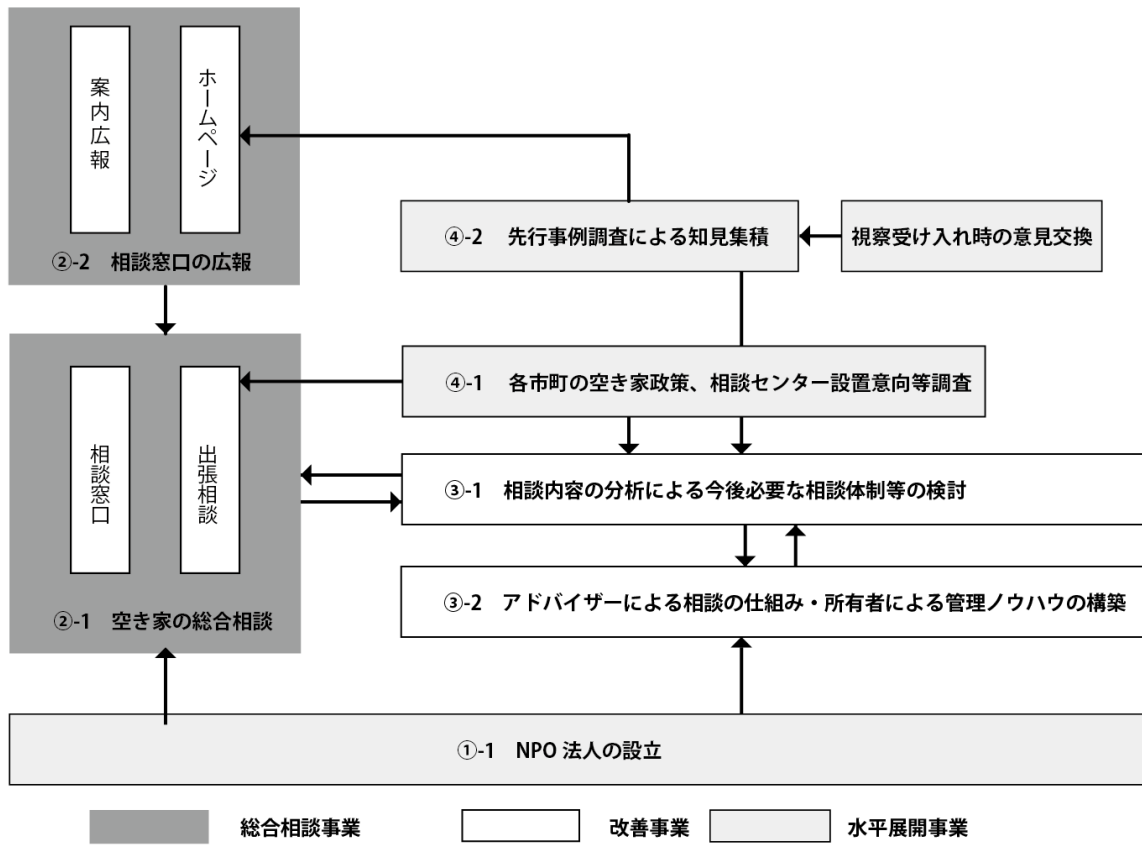 案内広報
ホームページ
②-2 相談窓口の広報
④-2 先行事例調査による知見集積
視察受け入れ時の意見交換
④-1 各市町の空き家政策、相談センター設置意向等調査
相談窓口
出張相談
②-1 空き家の総合相談
③-1 相談内容の分析による今後必要な相談体制等の検討
③-2 アドバイザーによる相談の仕組み・所有者による管理ノウハウの構築
①-1 NPO 法人の設立
総合相談事業
改善事業
水平展開事業